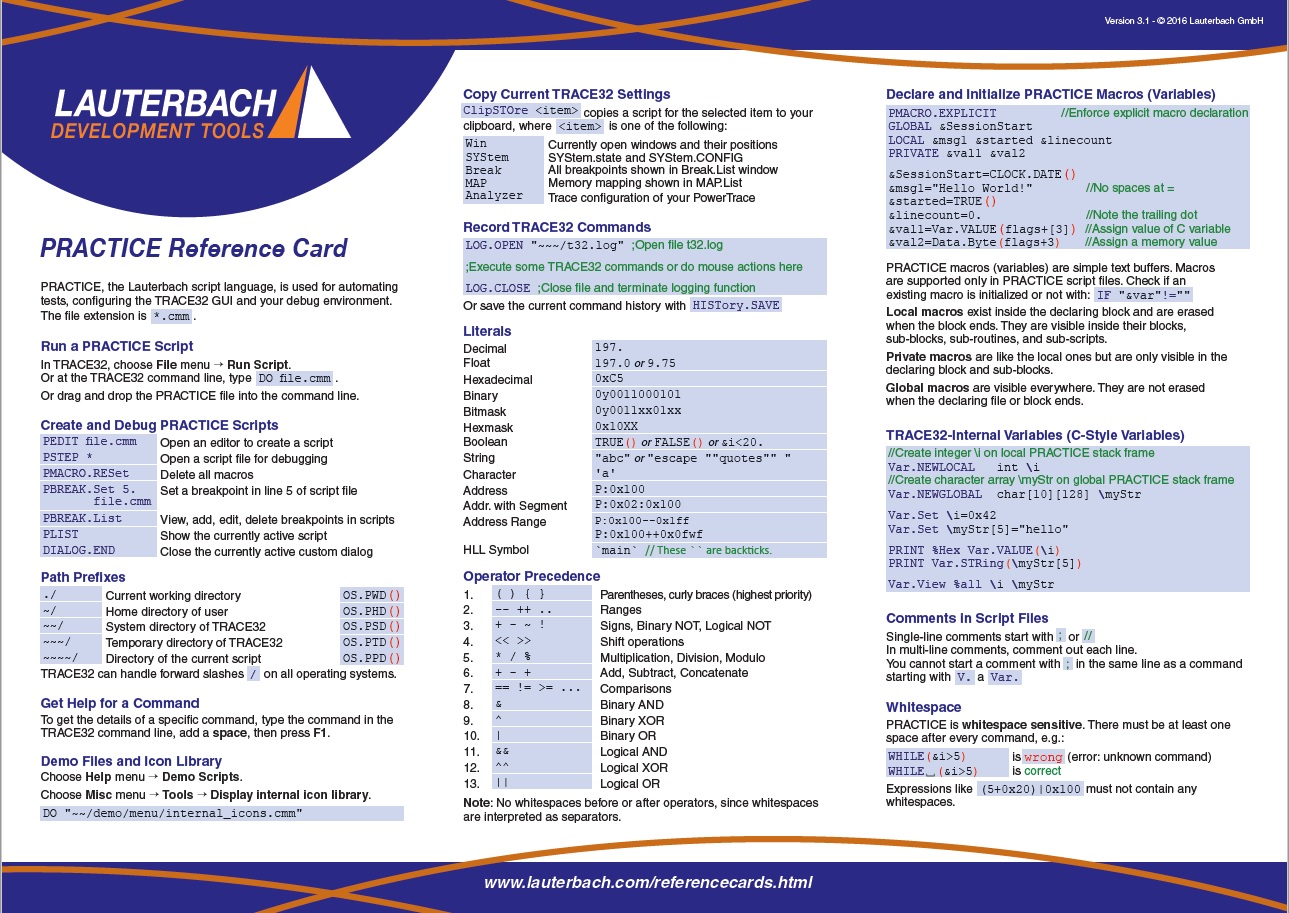 Version 3.1 - © 2016 Lauterbach GmbH
LAUTERBACH
DEVELOPMENT TOOLS
PRACTICE Reference Card
PRACTICE, the Lauterbach script language, is used for automating
tests, configuring the TRACE32 GUI and your debug environment.
The file extension is *.cmm.
Run a PRACTICE Script
In TRACE32, choose File menu → Run Script.
Or at the TRACE32 command line, type DO file.cmm .
Or drag and drop the PRACTICE file into the command line.
Create and Debug PRACTICE Scripts
PEDIT file.cmm Open an editor to create a script
PSTEP * Open a script file for debugging
PMACRO.RESet Delete all macros
PBREAK.Set 5. Set a breakpoint in line 5 of script file
file.cmm
PBREAK.List View, add, edit, delete breakpoints in scripts
PLIST Show the currently active script
DIALOG.END Close the currently active custom dialog
Path Prefixes
./ Current working directory OS.PWD()
~/ Home directory of user OS.PHD()
~~/ System directory of TRACE32 OS.PSD()
~~~/ Temporary directory of TRACE32 OS.PTD()
~~~~/ Directory of the current script OS.PPD()
TRACE32 can handle forward slashes / on all operating systems.
Get Help for a Command
To get the details of a specific command, type the command in the
TRACE32 command line, add a space, then press F1.
Demo Files and Icon Library
Choose Help menu → Demo Scripts.
Choose Misc menu → Tools → Display internal icon library.
DO "~~/demo/menu/internal_icons.cmm"
Copy Current TRACE32 Settings
ClipSTOre <item> copies a script for the selected item to your
clipboard, where <item> is one of the following:
Win Currently open windows and their positions
SYStem SYStem.state and SYStem.CONFIG
Break All breakpoints shown in Break.List window
MAP Memory mapping shown in MAP.List
Analyzer Trace configuration of your PowerTrace
Record TRACE32 Commands
LOG.OPEN "~~~/t32.log" ;Open file t32.log
;Execute some TRACE32 commands or do mouse actions here
LOG.CLOSE ;Close file and terminate logging function
Or save the current command history with HISTory.SAVE
Literals
Decimal 197.
Float 197.0 or 9.75
Hexadecimal 0xC5
Binary 0y0011000101
Bitmask 0y0011xx01xx
Hexmask 0x10XX
Boolean TRUE() or FALSE() or &i<20.
String "abc" or "escape ""quotes"" "
Character 'a'
Address P:0x100
Addr. with Segment P:0x02:0x100
Address Range P:0x100--0x1ff
P:0x100++0x0fwf
HLL Symbol `main` // These `` are backticks.
Operator Precedence
1. ( ) { } Parentheses, curly braces (highest priority)
2. -- ++ .. Ranges
3. + - ~ ! Signs, Binary NOT, Logical NOT
4. << >> Shift operations
5. * / % Multiplication, Division, Modulo
6. + - + Add, Subtract, Concatenate
7. == != >= ... Comparisons
8. & Binary AND
9. ^ Binary XOR
10. | Binary OR
11. && Logical AND
12. ^^ Logical XOR
13. || Logical OR
Note: No whitespaces before or after operators, since whitespaces
are interpreted as separators.
Declare and Initialize PRACTICE Macros (Variables)
PMACRO.EXPLICIT //Enforce explicit macro declaration
GLOBAL &SessionStart
LOCAL &msg1 &started &linecount
PRIVATE &val1 &val2
&SessionStart=CLOCK.DATE()
&msg1="Hello World!" //No spaces at =
&started=TRUE()
&linecount=0. //Note the trailing dot
&val1=Var.VALUE(flags+[3]) //Assign value of C variable
&val2=Data.Byte(flags+3) //Assign a memory value
PRACTICE macros (variables) are simple text buffers. Macros
are supported only in PRACTICE script files. Check if an
existing macro is initialized or not with: IF "&var"!=""
Local macros exist inside the declaring block and are erased
when the block ends. They are visible inside their blocks,
sub-blocks, sub-routines, and sub-scripts.
Private macros are like the local ones but are only visible in the
declaring block and sub-blocks.
Global macros are visible everywhere. They are not erased
when the declaring file or block ends.
TRACE32-Internal Variables (C-Style Variables)
//Create integer \i on local PRACTICE stack frame
Var.NEWLOCAL int \i
//Create character array \myStr on global PRACTICE stack frame
Var.NEWGLOBAL char[10][128] \myStr
Var.Set \i=0x42
Var.Set \myStr[5]="hello"
PRINT %Hex Var.VALUE(\i)
PRINT Var.STRing(\myStr[5])
Var.View %all \i \myStr
Comments in Script Files
Single-line comments start with ; or //
In multi-line comments, comment out each line.
You cannot start a comment with ; in the same line as a command
starting with V. a Var.
Whitespace
PRACTICE is whitespace sensitive. There must be at least one
space after every command, e.g.:
WHILE(&i>5) is wrong (error: unknown command)
WHILE␣(&i>5) is correct
Expressions like (5+0x20)|0x100 must not contain any
whitespaces.
www.lauterbach.com/referencecards.html